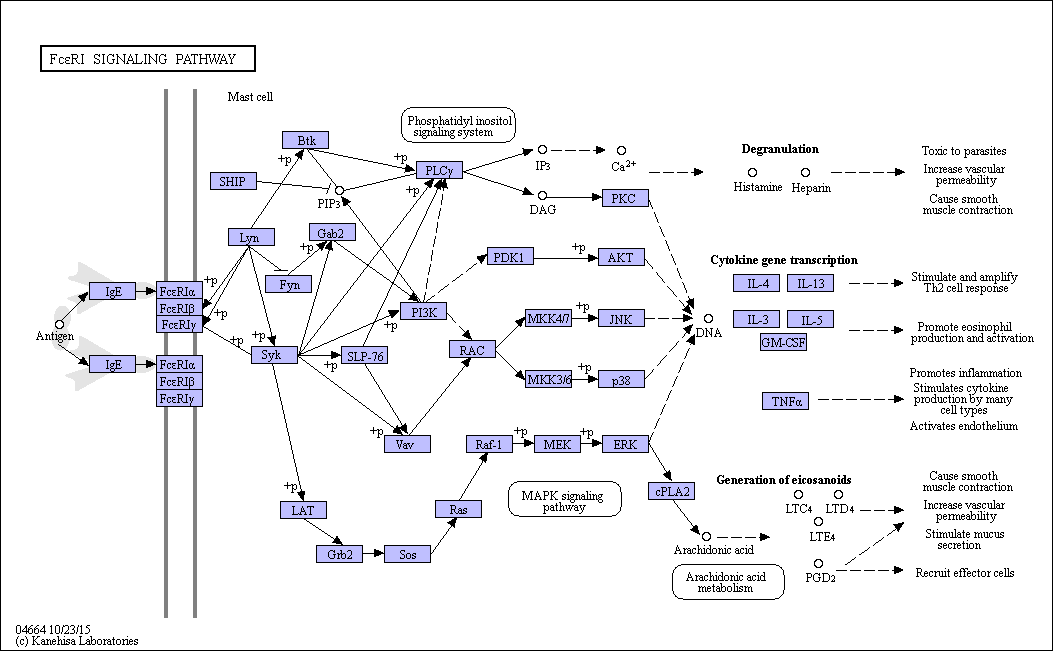 FcεRI SIGNALING PATHWAY
Mast cell
Phosphatidyl inositol
signaling system
Btk
+p
+p
PLCγ
+p
SHIP
PIP3
IP3
Ca2+
DAG
PKC
Degranulation
Histamine
Heparin
Toxic to parasites
Increase vascular
permeability
Cause smooth
muscle contraction
Lyn
Gab2
+p
Fyn
PDK1
+p
AKT
Cytokine gene transcription
IL-4
IL-13
Stimulate and amplify
Th2 cell response
IL-3
IL-5
GM-CSF
Promote eosinophil
production and activation
IgE
FcεRIα
FcεRIβ
FcεRIγ
+p
+p
Antigen
IgE
FcεRIα
FcεRIβ
FcεRIγ
+p
Syk
+p
SLP-76
PI3K
+p
RAC
MKK4/7
+p
JNK
DNA
MKK3/6
+p
p38
Promotes inflammation
Stimulates cytokine
production by many
cell types
Activates endothelium
TNFα
+p
Vav
Raf-1
+p
MEK
+p
ERK
MAPK signaling
pathway
cPLA2
Generation of eicosanoids
LTC4
LTD4
LTE4
PGD2
Cause smooth
muscle contraction
Increase vascular
permeability
Stimulate mucus
secretion
Recruit effector cells
+p
LAT
Ras
Grb2
Sos
Arachidonic acid
Arachidonic acid
metabolism
04664 10/23/15
(c) Kanehisa Laboratories